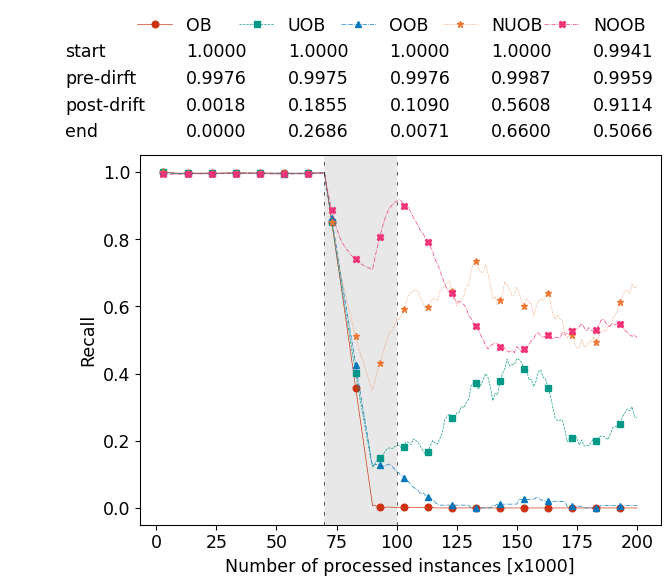 OB UOB OOB NUOB NOOB
start 1.0000 1.0000 1.0000 1.0000 0.9941
pre-dirft 0.9976 0.9975 0.9976 0.9987 0.9959
post-drift 0.0018 0.1855 0.1090 0.5608 0.9114
end 0.0000 0.2686 0.0071 0.6600 0.5066
1.0
0.8
0.6
0.4
0.2
0.0
Recall
0 25 50 75 100 125 150 175 200
Number of processed instances [x1000]